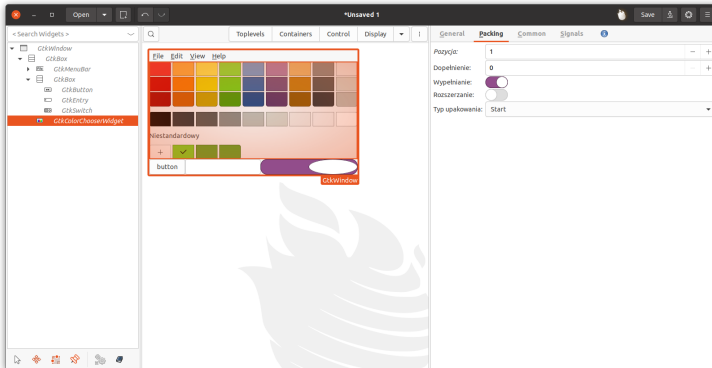 Open
*Unsaved 1
Save
< Search Widgets >
Toplevels Containers Control Display
General Packing Common Signals
GtkWindow
GtkBox
GtkMenuBar
GtkBox
GtkButton
GtkEntry
GtkSwitch
GtkColorChooserWidget
File Edit View Help
Niestandardowy
button
GtkWindow
Pozycja: 1
Dopełnienie: 0
Wypełnianie:
Rozszerzanie:
Typ upakowania: Start